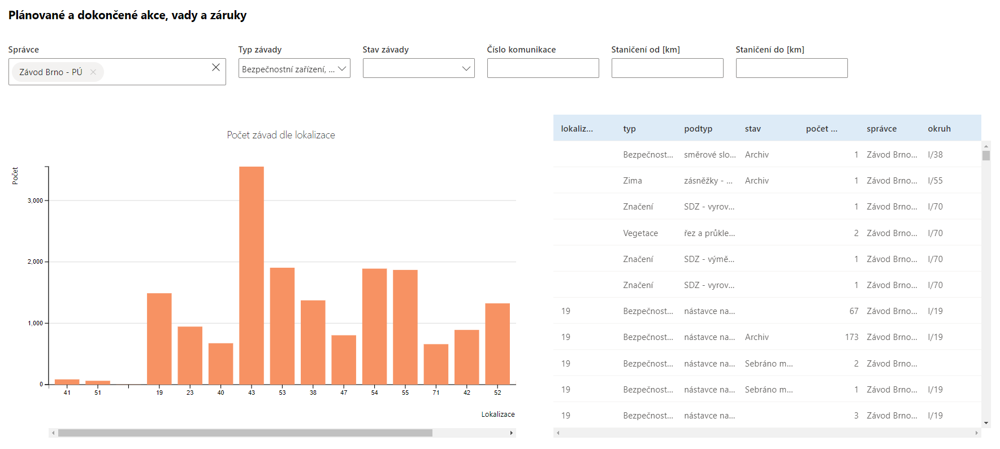 Plánované a dokončené akce, vady a záruky
Správce
Typ závady
Stav závady
Číslo komunikace
Staničení od [km]
Staničení do [km]
Závod Brno - PÚ
Bezpečnostní zařízení, ...
Počet závad dle lokalizace
Počet
3,000
2,000
1,000
0
41 51 19 23 40 43 53 38 47 54 55 71 42 52
Lokalizace
lokaliz... typ podtyp stav počet ... správce okruh
Bezpečnost... směrové slo... Archiv 1 Závod Brno... I/38
Zima zásněžky - ... Archiv 1 Závod Brno... I/55
Značení SDZ - vyrov... 1 Závod Brno... I/70
Vegetace řez a průkle... 2 Závod Brno... I/70
Značení SDZ - výmě... 1 Závod Brno... I/70
Značení SDZ - vyrov... 1 Závod Brno... I/70
19 Bezpečnost... nástavce na... 67 Závod Brno... I/19
19 Bezpečnost... nástavce na... Archiv 173 Závod Brno... I/19
19 Bezpečnost... nástavce na... Sebráno m... 2 Závod Brno...
19 Bezpečnost... nástavce na... Sebráno m... 1 Závod Brno... I/19
19 Bezpečnost... nástavce na... 3 Závod Brno... I/19